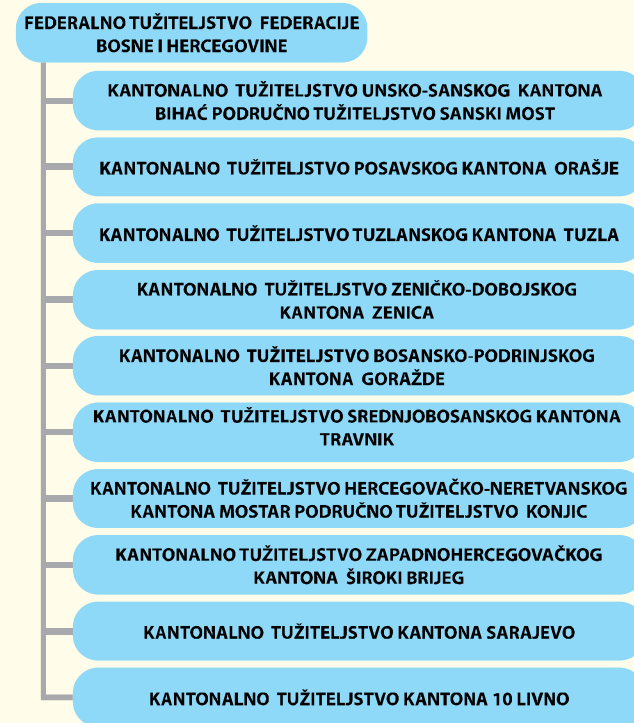 FEDERALNO TUŽITELJSTVO FEDERACIJE
BOSNE I HERCEGOVINE
KANTONALNO TUŽITELJSTVO UNSKO-SANSKOG KANTONA
BIHAĆ PODRUČNO TUŽITELJSTVO SANSKI MOST
KANTONALNO TUŽITELJSTVO POSAVSKOG KANTONA ORAŠJE
KANTONALNO TUŽITELJSTVO TUZLANSKOG KANTONA TUZLA
KANTONALNO TUŽITELJSTVO ZENIČKO-DOBOJSKOG
KANTONA ZENICA
KANTONALNO TUŽITELJSTVO BOSANSKO-PODRINJSKOG
KANTONA GORAŽDE
KANTONALNO TUŽITELJSTVO SREDNJOBOSANSKOG KANTONA
TRAVNIK
KANTONALNO TUŽITELJSTVO HERCEGOVAČKO-NERETVANSKOG
KANTONA MOSTAR PODRUČNO TUŽITELJSTVO KONJIC
KANTONALNO TUŽITELJSTVO ZAPADNOHERCEGOVAČKOG
KANTONA ŠIROKI BRIJEG
KANTONALNO TUŽITELJSTVO KANTONA SARAJEVO
KANTONALNO TUŽITELJSTVO KANTONA 10 LIVNO